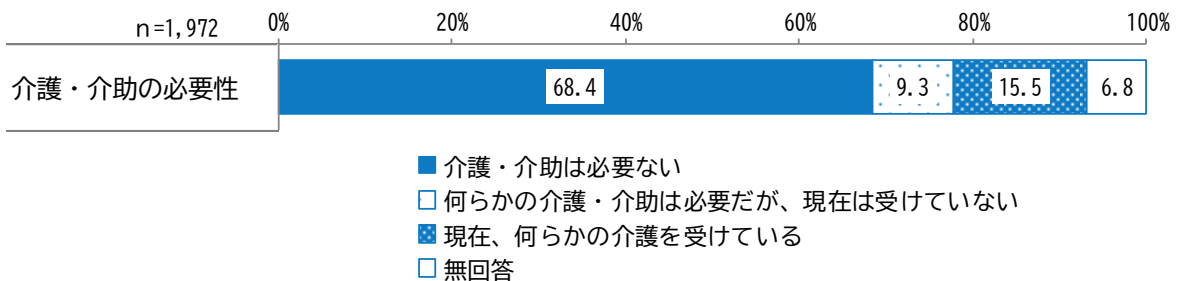 n=1,972 0% 20% 40% 60% 80% 100%
介護・介助の必要性 68.4 9.3 15.5 6.8
介護・介助は必要ない
何らかの介護・介助は必要だが、現在は受けていない
現在、何らかの介護を受けている
無回答